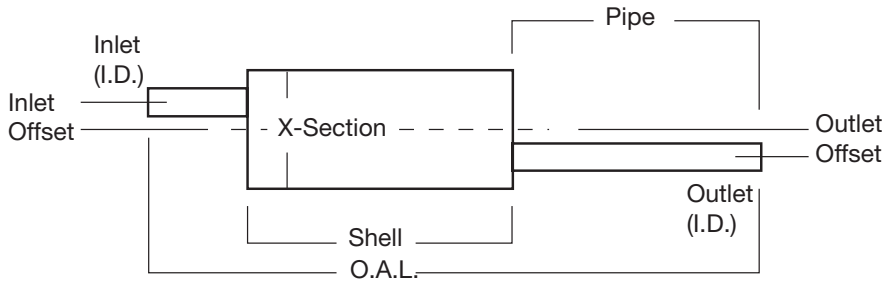 Pipe
Inlet
(I.D.)
Inlet
Offset
X-Section
Outlet
Offset
Outlet
(I.D.)
Shell
O.A.L.